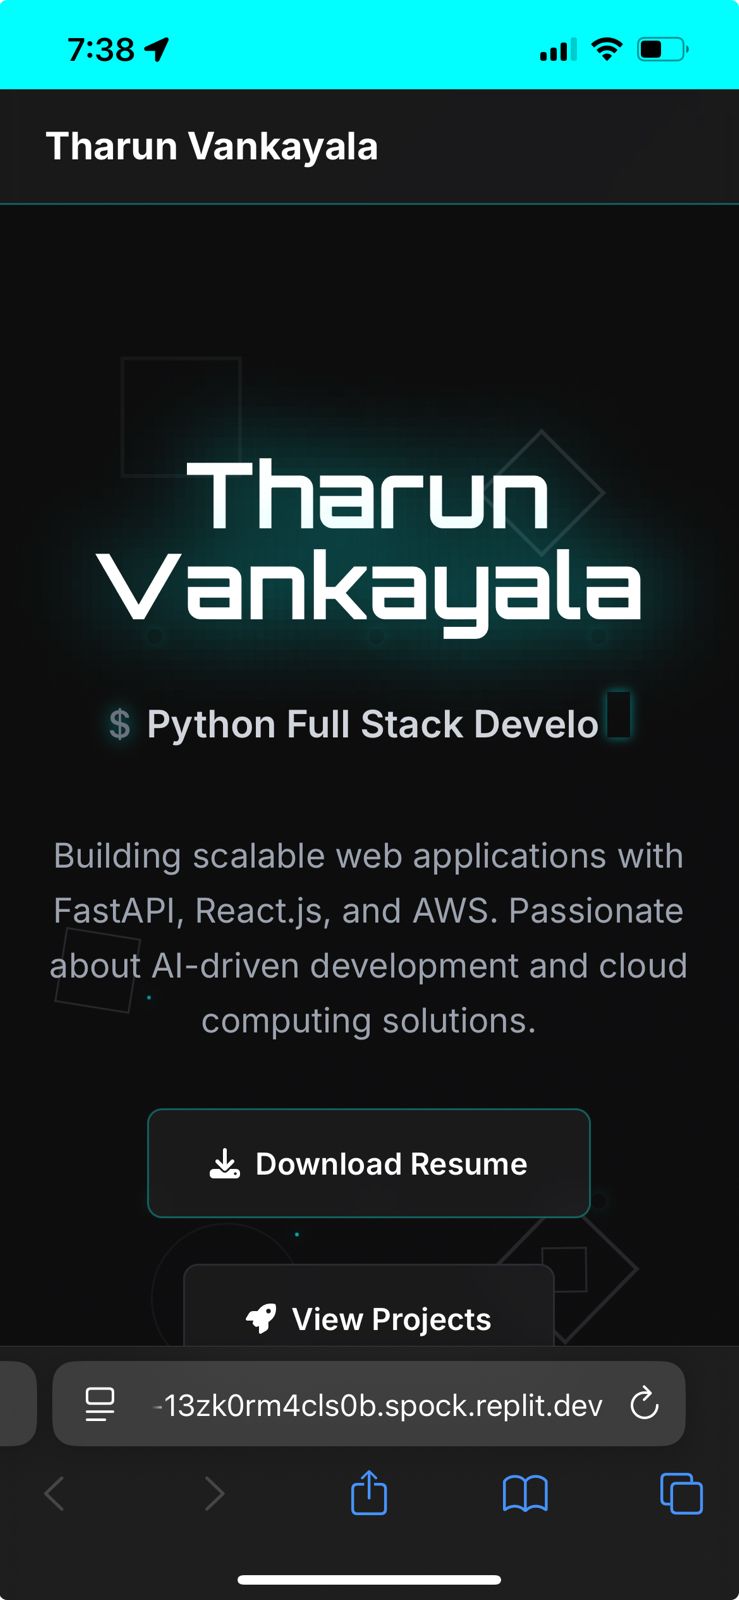 7:38
Tharun Vankayala
Tharun
Vankayala
$ Python Full Stack Develo
Building scalable web applications with
FastAPI, React.js, and AWS. Passionate
about AI-driven development and cloud
computing solutions.
Download Resume
View Projects
-13zk0rm4cls0b.spock.replit.dev